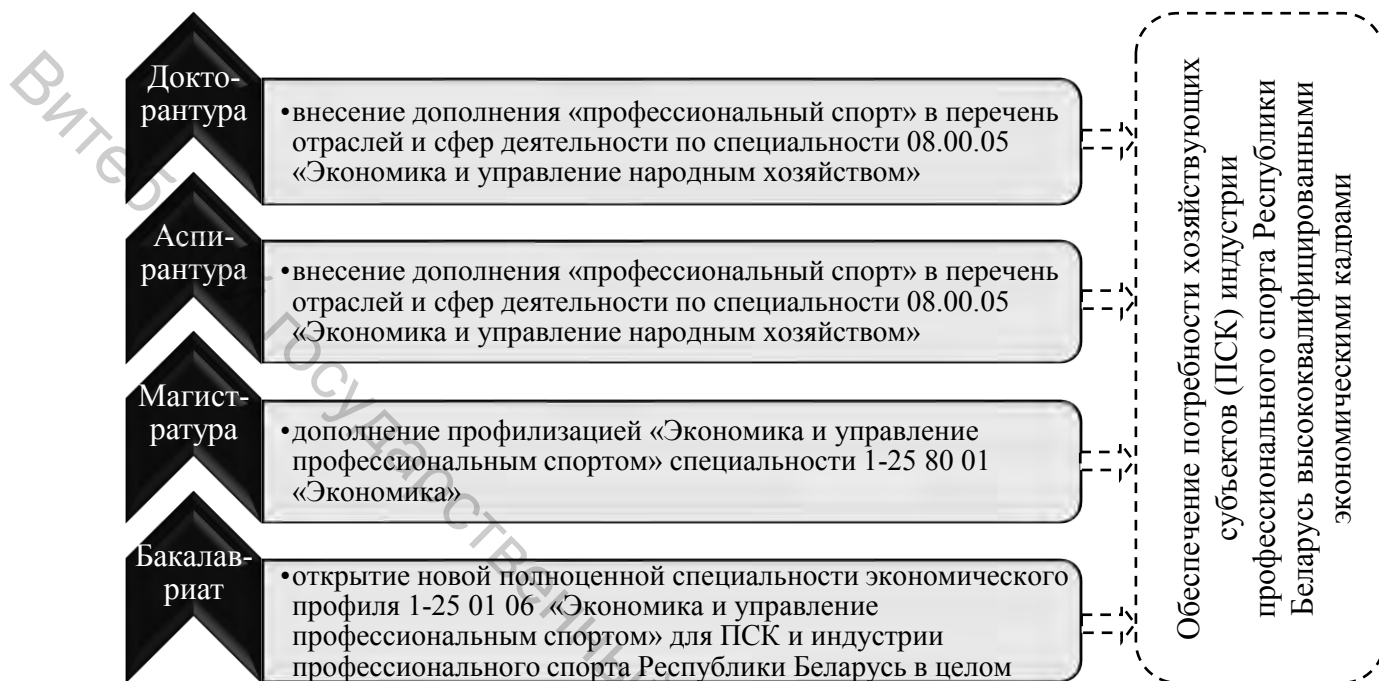 Докто-
рантура
•внесение дополнения «профессиональный спорт» в перечень
отраслей и сфер деятельности по специальности 08.00.05
«Экономика и управление народным хозяйством»
Аспи-
рантура
•внесение дополнения «профессиональный спорт» в перечень
отраслей и сфер деятельности по специальности 08.00.05
«Экономика и управление народным хозяйством»
Магист-
ратура
•дополнение профилизацией «Экономика и управление
профессиональным спортом» специальности 1-25 80 01
«Экономика»
Бакалав-
риат
•открытие новой полноценной специальности экономического
профиля 1-25 01 06 «Экономика и управление
профессиональным спортом» для ПСК и индустрии
профессионального спорта Республики Беларусь в целом
Обеспечение потребности хозяйствующих
субъектов (ПСК) индустрии
профессионального спорта Республики
Беларусь высококвалифицированными
экономическими кадрами